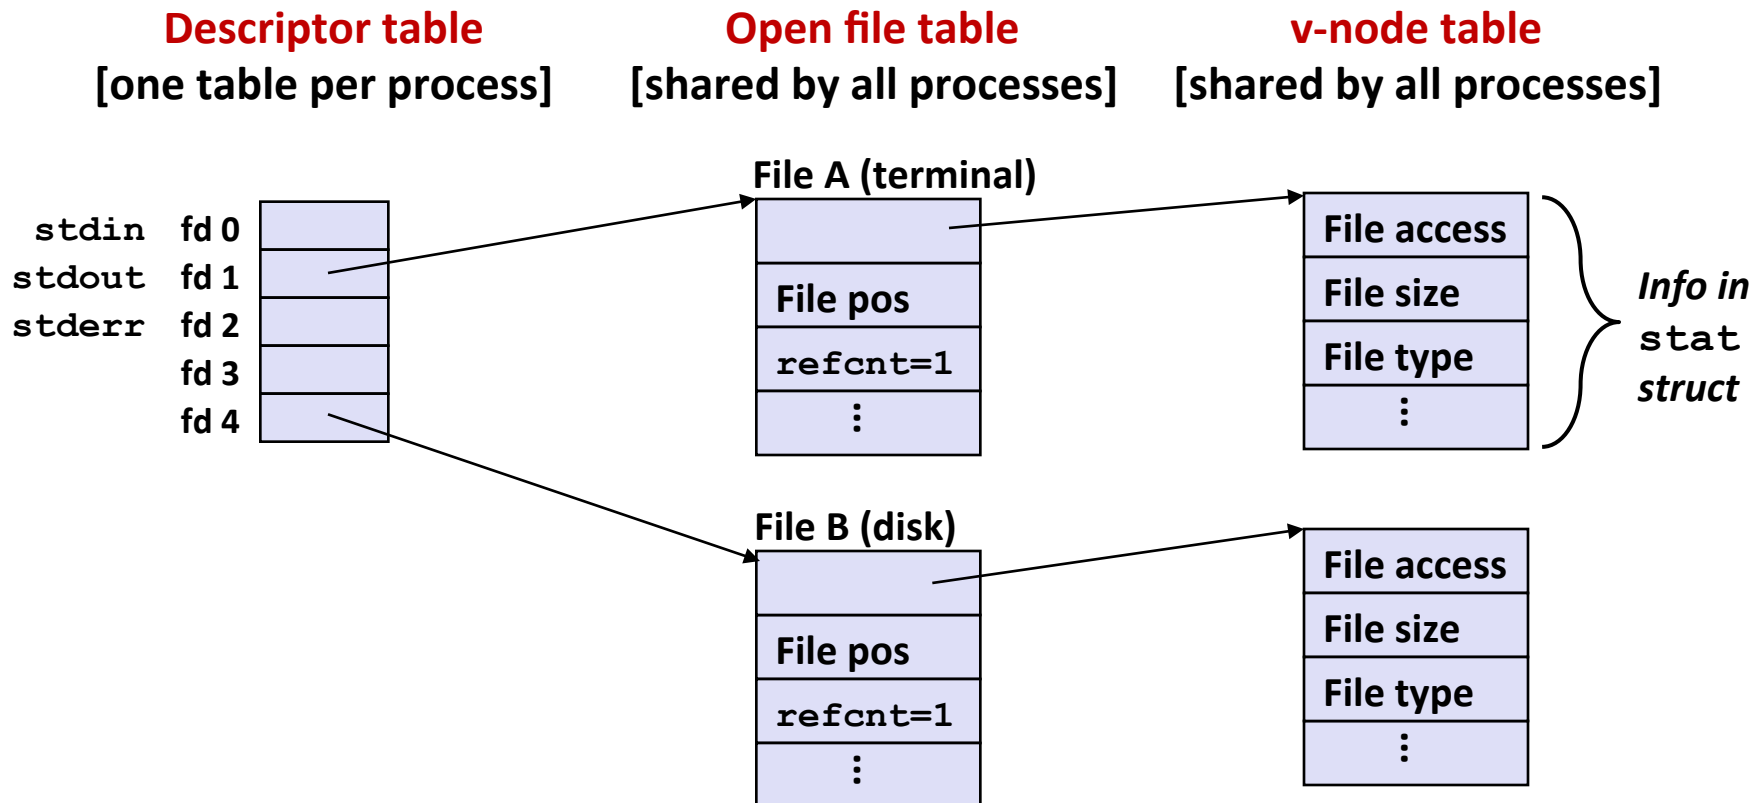 Descriptor table
[one table per process]
Open file table
[shared by all processes]
v-node table
[shared by all processes]
stdin fd 0
stdout fd 1
stderr fd 2
fd 3
fd 4
File A (terminal)
File pos
refcnt=1
⋮
File access
File size
File type
⋮
Info in
stat
struct
File B (disk)
File pos
refcnt=1
⋮
File access
File size
File type
⋮